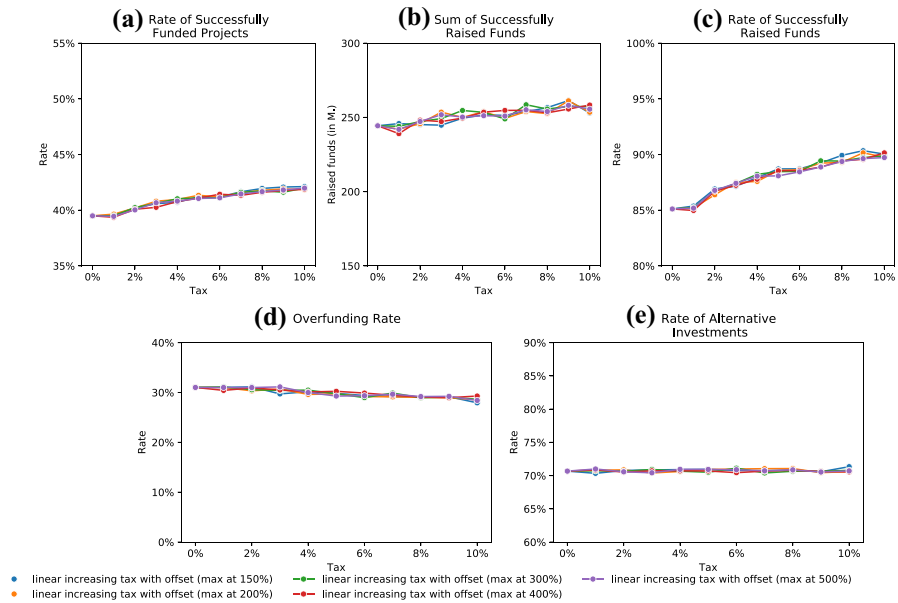 (a) Rate of Successfully
Funded Projects
55%
50%
45%
40%
35%
Rate
0% 2% 4% 6% 8% 10%
Tax
(b) Sum of Successfully
Raised Funds
300
250
200
150
Raised funds (in M.)
0% 2% 4% 6% 8% 10%
Tax
(c) Rate of Successfully
Raised Funds
100%
95%
90%
85%
80%
Rate
0% 2% 4% 6% 8% 10%
Tax
(d) Overfunding Rate
40%
30%
20%
10%
0%
Rate
0% 2% 4% 6% 8% 10%
Tax
(e) Rate of Alternative
Investments
90%
85%
80%
75%
70%
65%
60%
Rate
0% 2% 4% 6% 8% 10%
Tax
linear increasing tax with offset (max at 150%)
linear increasing tax with offset (max at 200%)
linear increasing tax with offset (max at 300%)
linear increasing tax with offset (max at 400%)
linear increasing tax with offset (max at 500%)